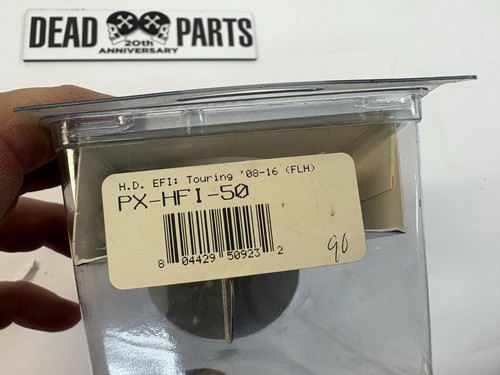 DEAD PARTS
20th
ANNIVERSARY
H.D. EFI: Touring '08-16 (FLH)
PX-HFI-50
8 04429 50923 2
90